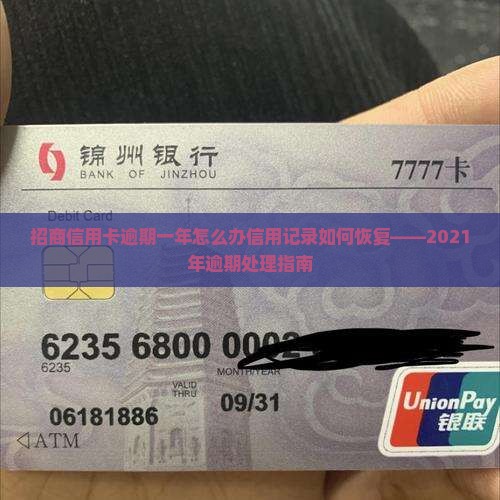 锦州银行
BANK OF JINZHOU
7777卡
Debit Card
招商信用卡逾期一年怎么办信用记录如何恢复——2021
年逾期处理指南
6235 6800 0002
6235
MONTH/YEAR
VALID
THRU
09/31
06181886
ATM
UnionPay
银联